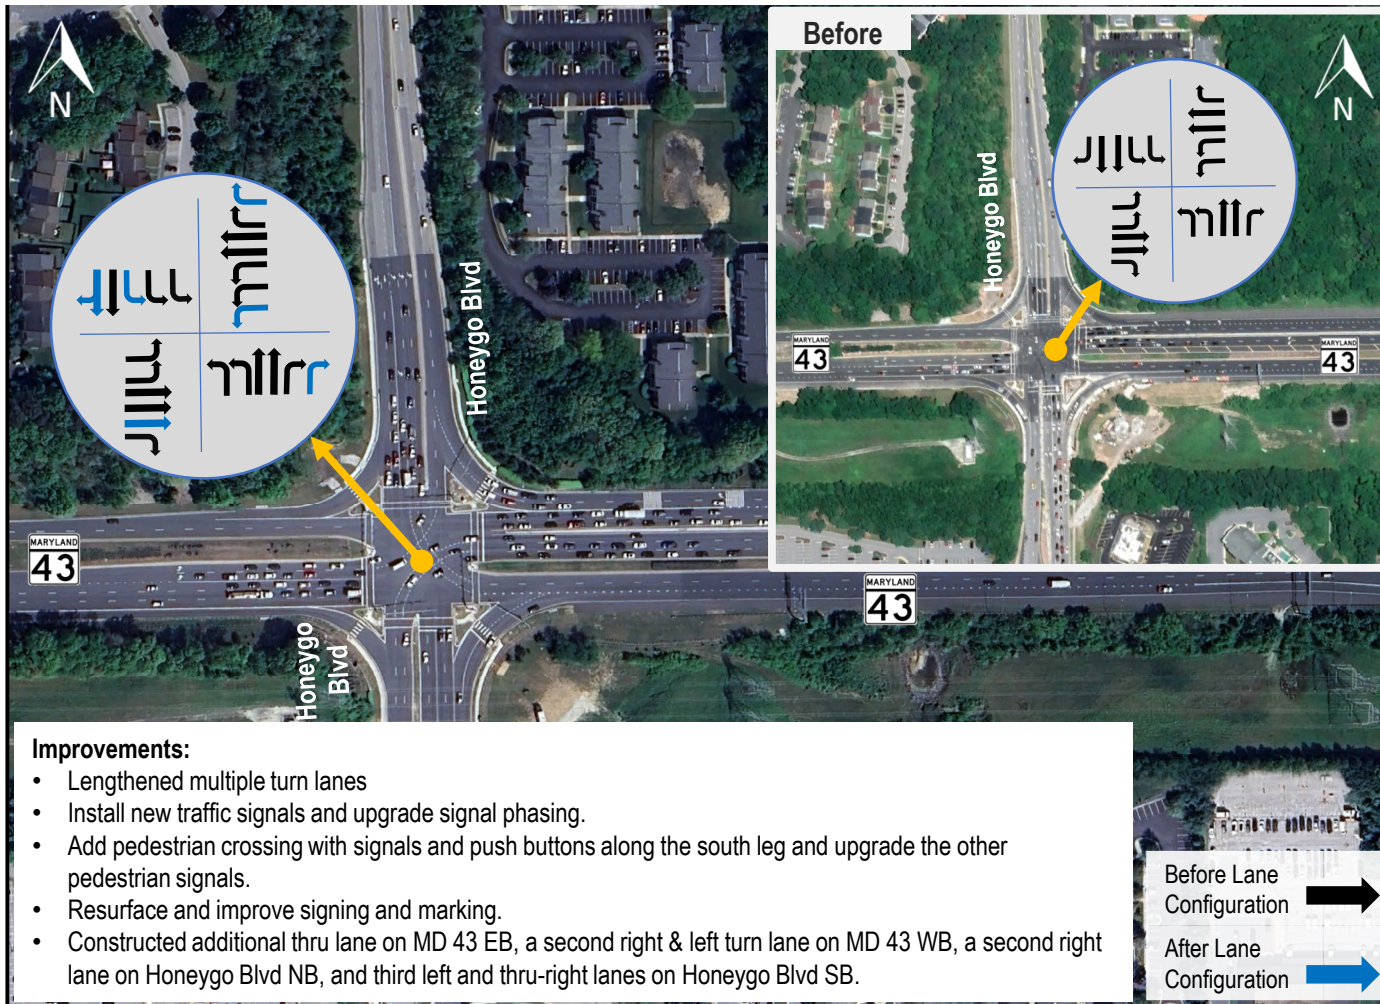 N
Before
N
Honeygo Blvd
MARYLAND
43
MARYLAND
43
Honeygo Blvd
MARYLAND
43
MARYLAND
43
Honeygo
Blvd
Improvements:
• Lengthened multiple turn lanes
• Install new traffic signals and upgrade signal phasing.
• Add pedestrian crossing with signals and push buttons along the south leg and upgrade the other
pedestrian signals.
• Resurface and improve signing and marking.
• Constructed additional thru lane on MD 43 EB, a second right & left turn lane on MD 43 WB, a second right
lane on Honeygo Blvd NB, and third left and thru-right lanes on Honeygo Blvd SB.
Before Lane
Configuration
After Lane
Configuration